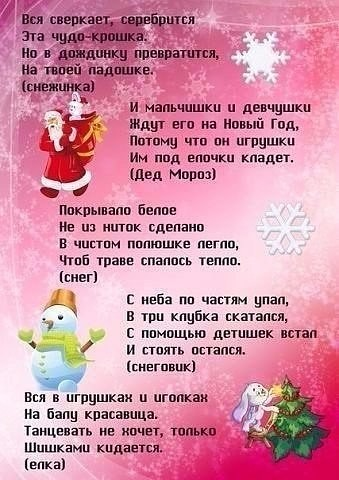 Вся сверкает, серебрится
Эта чудо-крошка.
Но в дождинку превратится,
На твоей ладошке.
(снежинка)
И мальчишки и девчушки
Ждут его на Новый Год,
Потому что он игрушки
Им под елочки кладет.
(Дед Мороз)
Покрывало белое
Не из ниток сделано
В чистом полюшке легло,
Чтоб траве спалось тепло.
(снег)
С неба по частям упал,
В три клубка скатался,
С помощью детишек встал
И стоять остался.
(снеговик)
Вся в игрушках и иголках
На балу красавица.
Танцевать не хочет, только
Шишками кидается.
(елка)